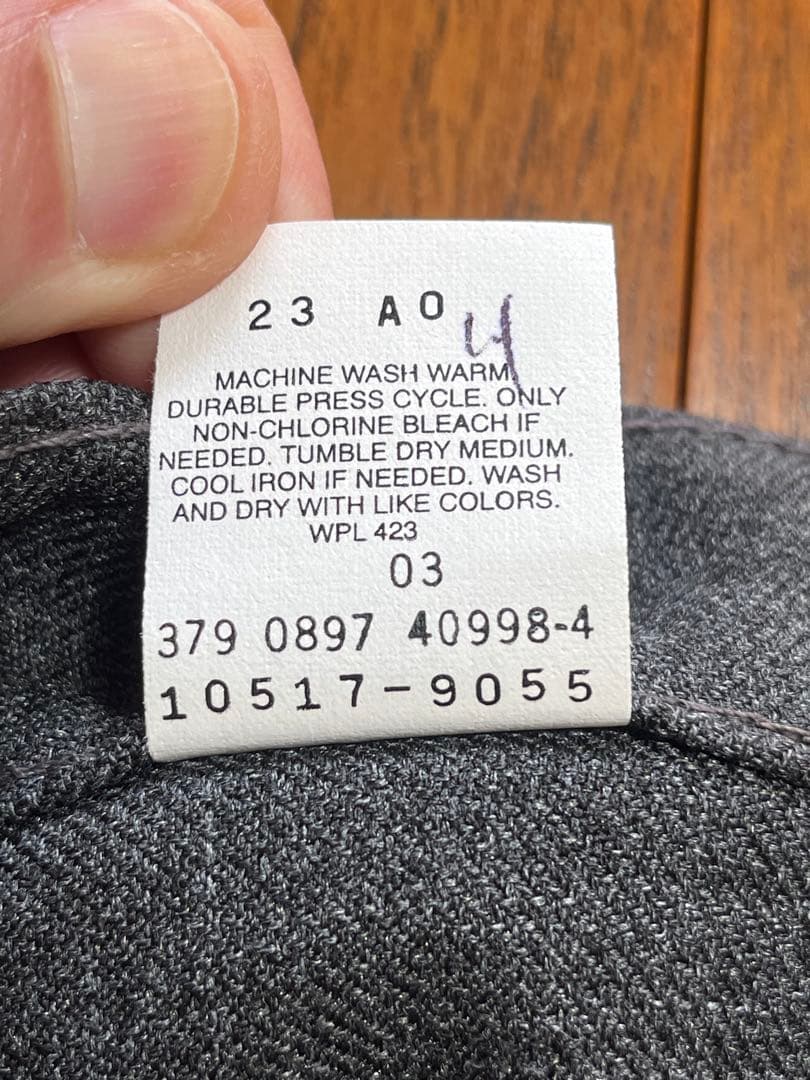 23 A0
4
MACHINE WASH WARM
DURABLE PRESS CYCLE. ONLY
NON-CHLORINE BLEACH IF
NEEDED. TUMBLE DRY MEDIUM.
COOL IRON IF NEEDED. WASH
AND DRY WITH LIKE COLORS.
WPL 423
03
379 0897 40998-4
10517-9055